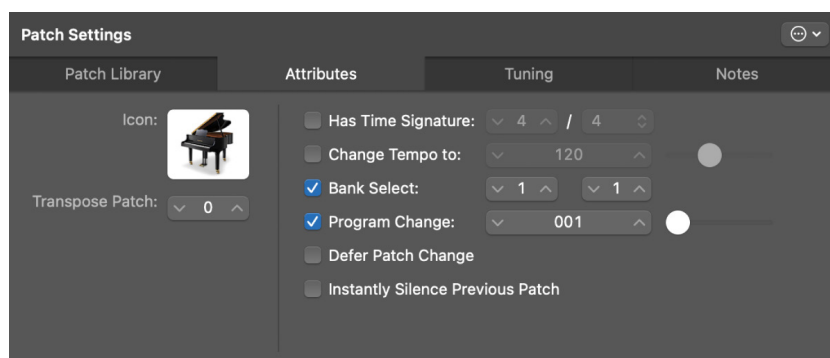 Patch Settings
Patch Library Attributes Tuning Notes
Icon:
Transpose Patch: 0
Has Time Signature: 4 / 4
Change Tempo to: 120
Bank Select: 1 1
Program Change: 001
Defer Patch Change
Instantly Silence Previous Patch